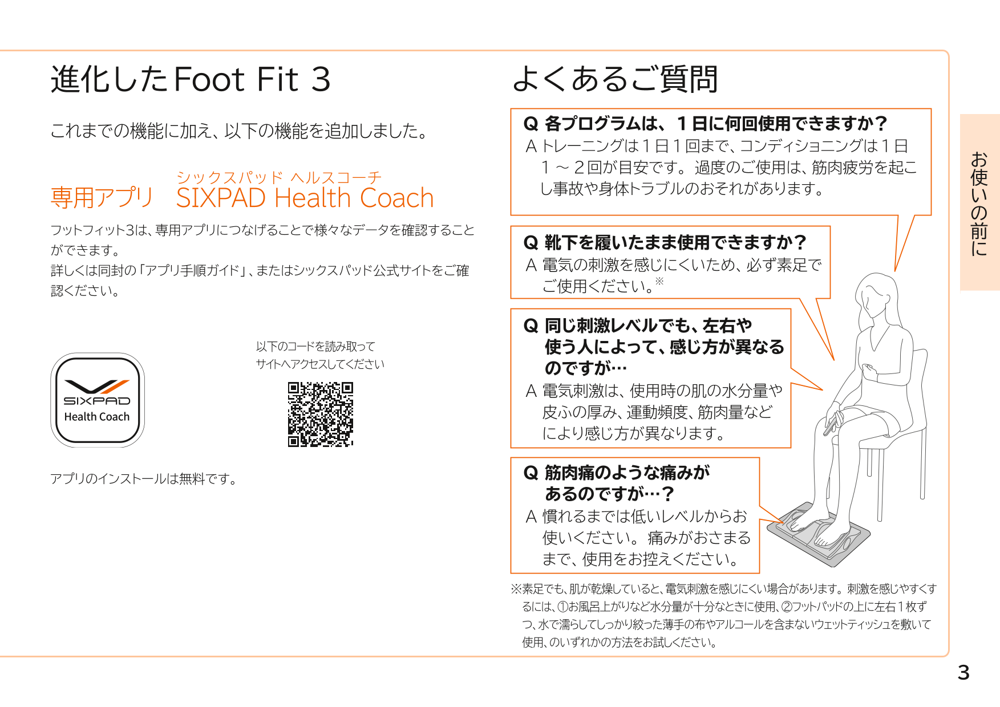 進化したFoot Fit 3
これまでの機能に加え、以下の機能を追加しました。
シックスパッド ヘルスコーチ
専用アプリ SIXPAD Health Coach
フットフィット3は、専用アプリにつなげることで様々なデータを確認すること
ができます。
詳しくは同封の「アプリ手順ガイド」、またはシックスパッド公式サイトをご確
認ください。
以下のコードを読み取って
サイトへアクセスしてください
SIXPAD
Health Coach
アプリのインストールは無料です。
よくあるご質問
Q 各プログラムは、1日に何回使用できますか？
A トレーニングは1日1回まで、コンディショニングは1日
1～2回が目安です。過度のご使用は、筋肉疲労を起こ
し事故や身体トラブルのおそれがあります。
Q 靴下を履いたまま使用できますか？
A 電気の刺激を感じにくいため、必ず素足で
ご使用ください。※
Q 同じ刺激レベルでも、左右や
使う人によって、感じ方が異なる
のですが…
A 電気刺激は、使用時の肌の水分量や
皮ふの厚み、運動頻度、筋肉量など
により感じ方が異なります。
Q 筋肉痛のような痛みが
あるのですが…？
A 慣れるまでは低いレベルからお
使いください。痛みがおさまる
まで、使用をお控えください。
※素足でも、肌が乾燥していると、電気刺激を感じにくい場合があります。刺激を感じやすくす
るには、①お風呂上がりなど水分量が十分なときに使用、②フットパッドの上に左右1枚ず
つ、水で濡らしてしっかり絞った薄手の布やアルコールを含まないウェットティッシュを敷いて
使用、のいずれかの方法をお試しください。
お使いの前に
3